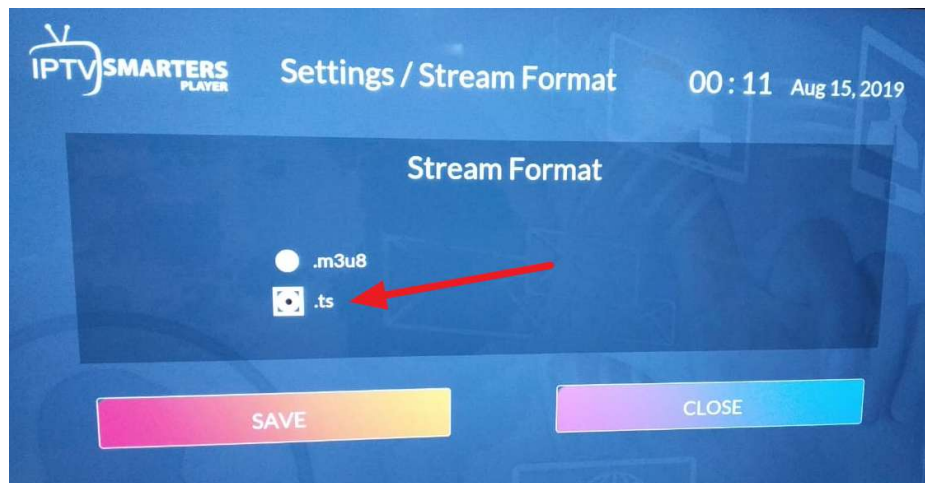 IPTV SMARTERS
PLAYER
Settings / Stream Format
00 : 11 Aug 15, 2019
Stream Format
.m3u8
.ts
SAVE
CLOSE